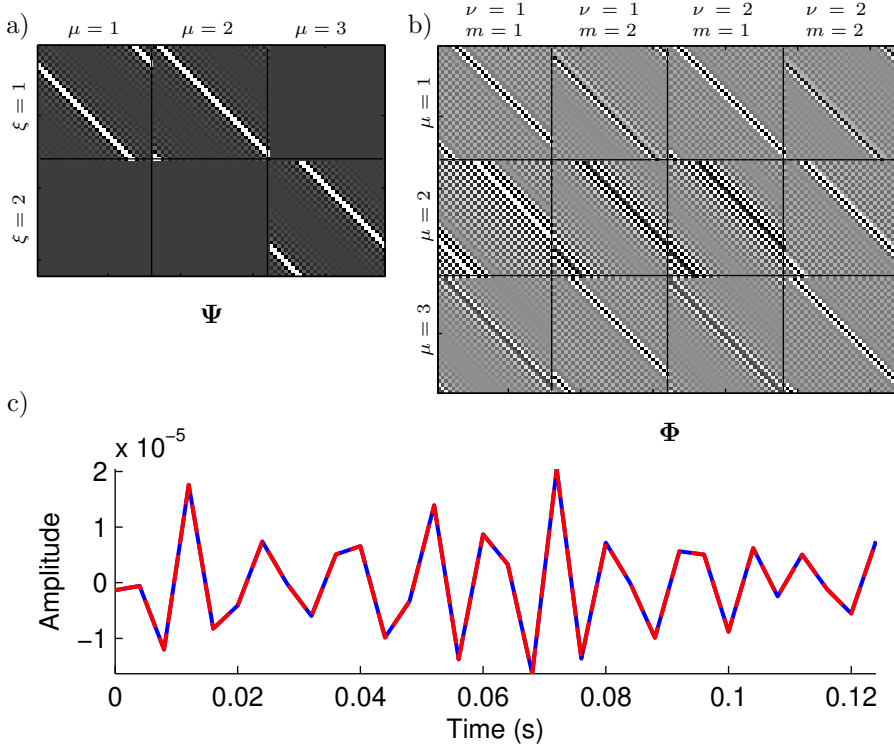 a)
μ = 1 μ = 2 μ = 3
ξ = 1
ξ = 2
Ψ
b)
ν = 1 ν = 1 ν = 2 ν = 2
m = 1 m = 2 m = 1 m = 2
μ = 1
μ = 2
μ = 3
Φ
c)
x 10⁻⁵
2
1
0
−1
Amplitude
0 0.02 0.04 0.06 0.08 0.1 0.12
Time (s)